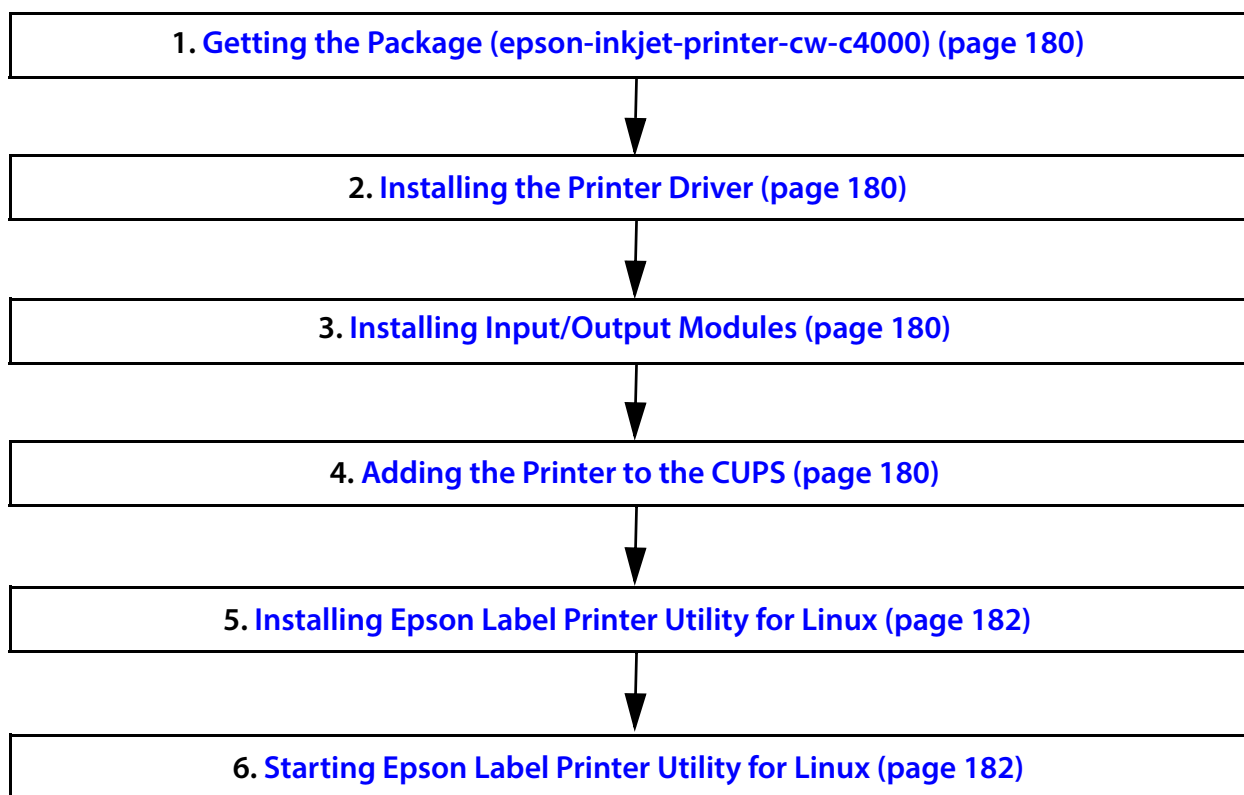 1. Getting the Package (epson-inkjet-printer-cw-c4000) (page 180)
2. Installing the Printer Driver (page 180)
3. Installing Input/Output Modules (page 180)
4. Adding the Printer to the CUPS (page 180)
5. Installing Epson Label Printer Utility for Linux (page 182)
6. Starting Epson Label Printer Utility for Linux (page 182)